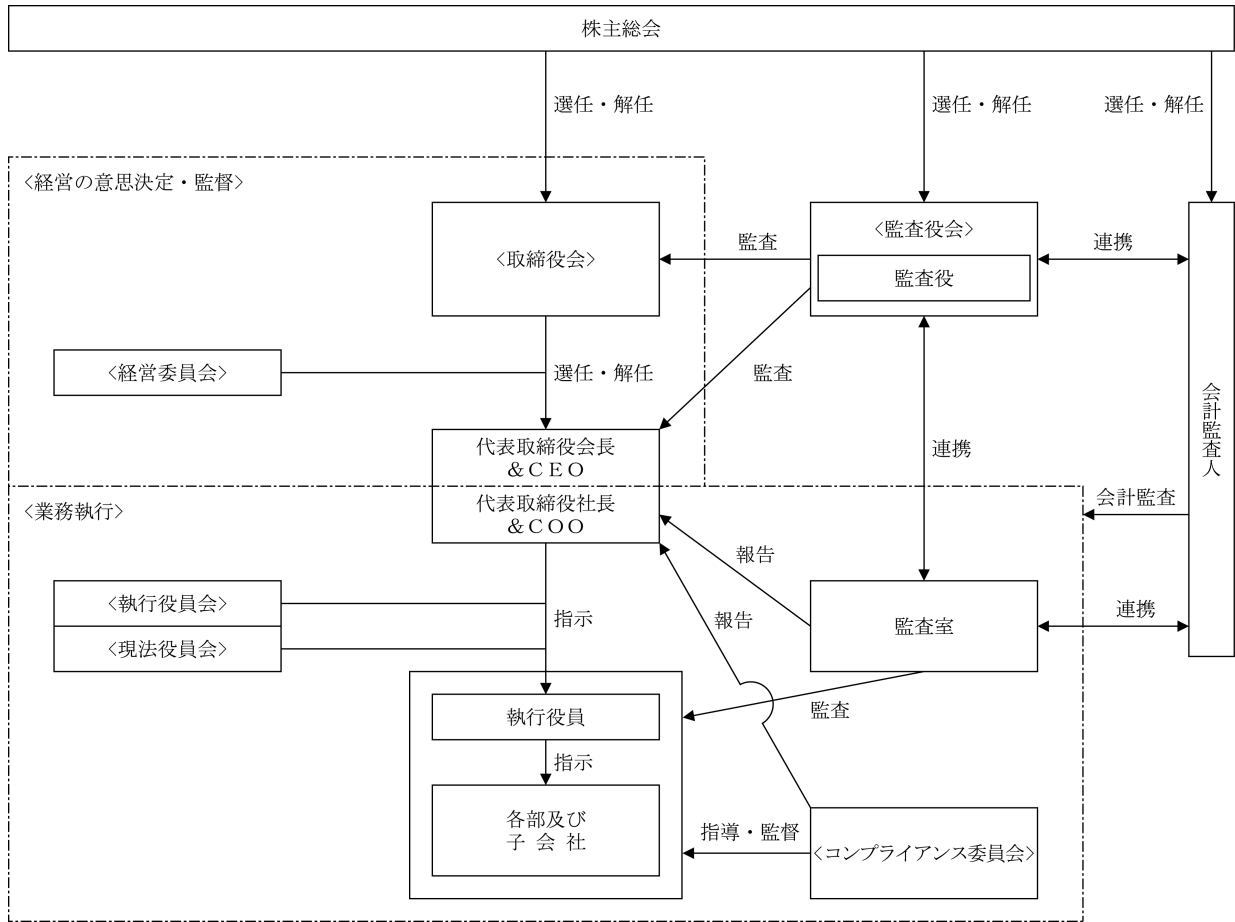 株主総会
選任・解任
選任・解任
選任・解任
〈経営の意思決定・監督〉
〈取締役会〉
監査
〈監査役会〉
監査役
連携
〈経営委員会〉
選任・解任
監査
会計監査人
代表取締役会長
＆ＣＥＯ
連携
〈業務執行〉
代表取締役社長
＆ＣＯＯ
会計監査
報告
〈執行役員会〉
指示
報告
監査室
連携
〈現法役員会〉
執行役員
監査
指示
各部及び
子 会 社
指導・監督
〈コンプライアンス委員会〉